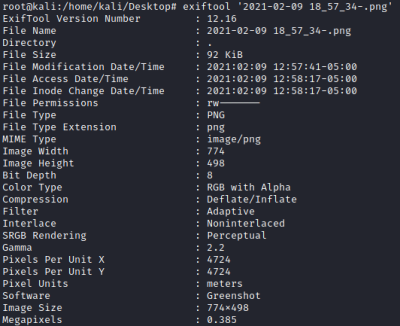 root@kali:/home/kali/Desktop# exiftool '2021-02-09 18_57_34-.png'
ExifTool Version Number : 12.16
File Name : 2021-02-09 18_57_34-.png
Directory : .
File Size : 92 KiB
File Modification Date/Time : 2021:02:09 12:57:41-05:00
File Access Date/Time : 2021:02:09 12:58:17-05:00
File Inode Change Date/Time : 2021:02:09 12:58:17-05:00
File Permissions : rw-------
File Type : PNG
File Type Extension : png
MIME Type : image/png
Image Width : 774
Image Height : 498
Bit Depth : 8
Color Type : RGB with Alpha
Compression : Deflate/Inflate
Filter : Adaptive
Interlace : Noninterlaced
SRGB Rendering : Perceptual
Gamma : 2.2
Pixels Per Unit X : 4724
Pixels Per Unit Y : 4724
Pixel Units : meters
Software : Greenshot
Image Size : 774×498
Megapixels : 0.385